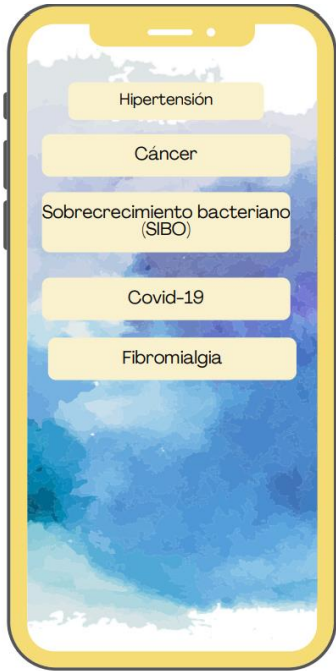 Hipertensión
Cáncer
Sobrecrecimiento bacteriano
(SIBO)
Covid-19
Fibromialgia